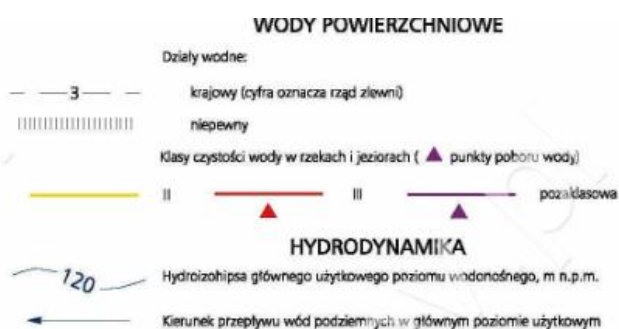 WODY POWIERZCHNIOWE
Działy wodne:
3 krajowy (cyfra oznacza rząd zlewni)
niepewny
Klasy czystości wody w rzekach i jeziorach ( punkty poboru wody)
II III pozaklasowa
HYDRODYNAMIKA
120 Hydroizohipsa głównego użytkowego poziomu wodonośnego, m n.p.m.
Kierunek przepływu wód podziemnych w głównym poziomie użytkowym